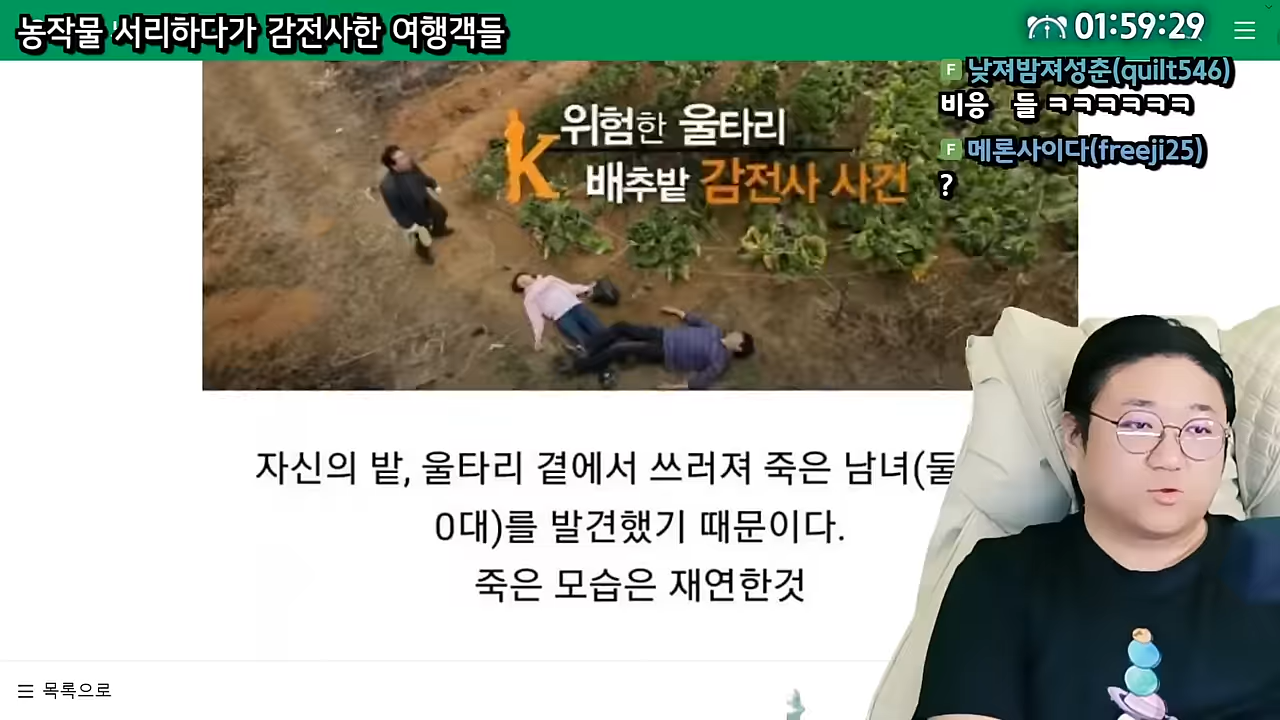 농작물 서리하다가 감전사한 여행객들
01:59:29
F 낮져밤져성춘(quilt546)
비응 들 ㅋㅋㅋㅋㅋㅋ
F 메론사이다(freeji25)
?
k 위험한 울타리
배추밭 감전사 사건
자신의 밭, 울타리 곁에서 쓰러져 죽은 남녀(둘
0대)를 발견했기 때문이다.
죽은 모습은 재연한것
목록으로